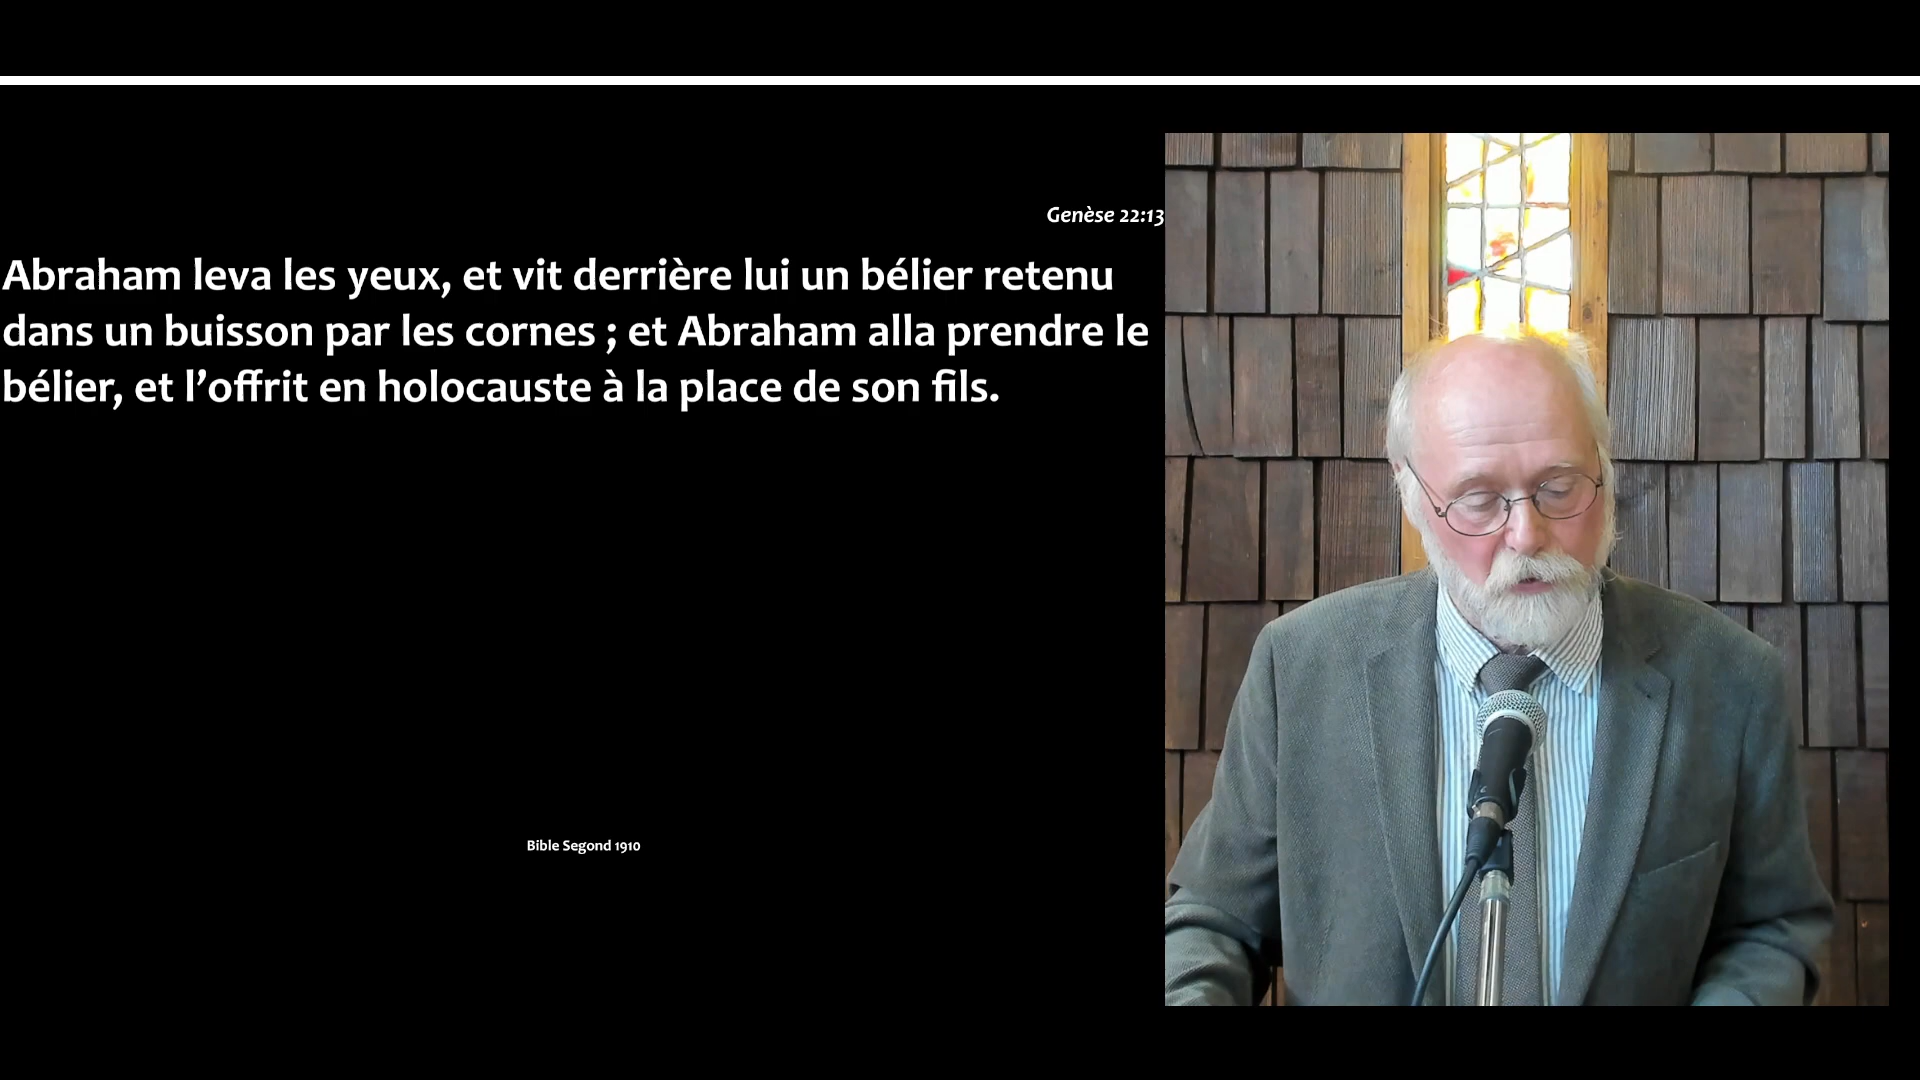 Genèse 22:13
Abraham leva les yeux, et vit derrière lui un bélier retenu
dans un buisson par les cornes ; et Abraham alla prendre le
bélier, et l’offrit en holocauste à la place de son fils.
Bible Segond 1910